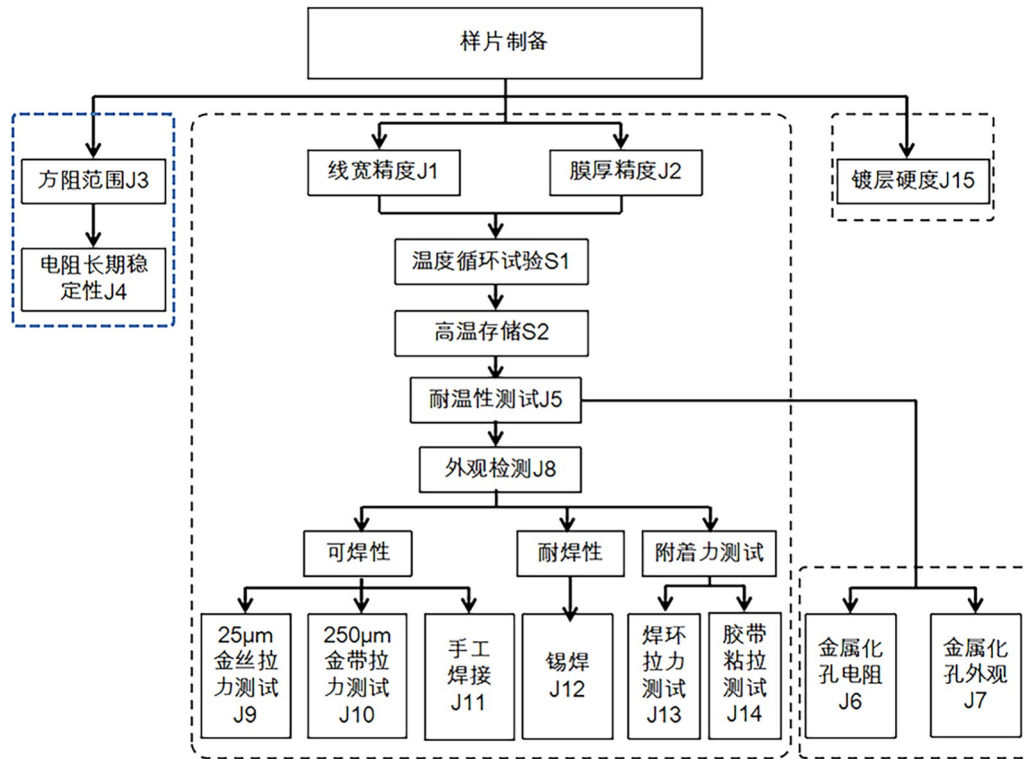 样片制备
方阻范围J3
电阻长期稳
定性J4
线宽精度J1
膜厚精度J2
镀层硬度J15
温度循环试验S1
高温存储S2
耐温性测试J5
外观检测J8
可焊性
耐焊性
附着力测试
25μm
金丝拉
力测试
J9
250μm
金带拉
力测试
J10
手工
焊接
J11
锡焊
J12
焊环
拉力
测试
J13
胶带
粘拉
测试
J14
金属化
孔电阻
J6
金属化
孔外观
J7